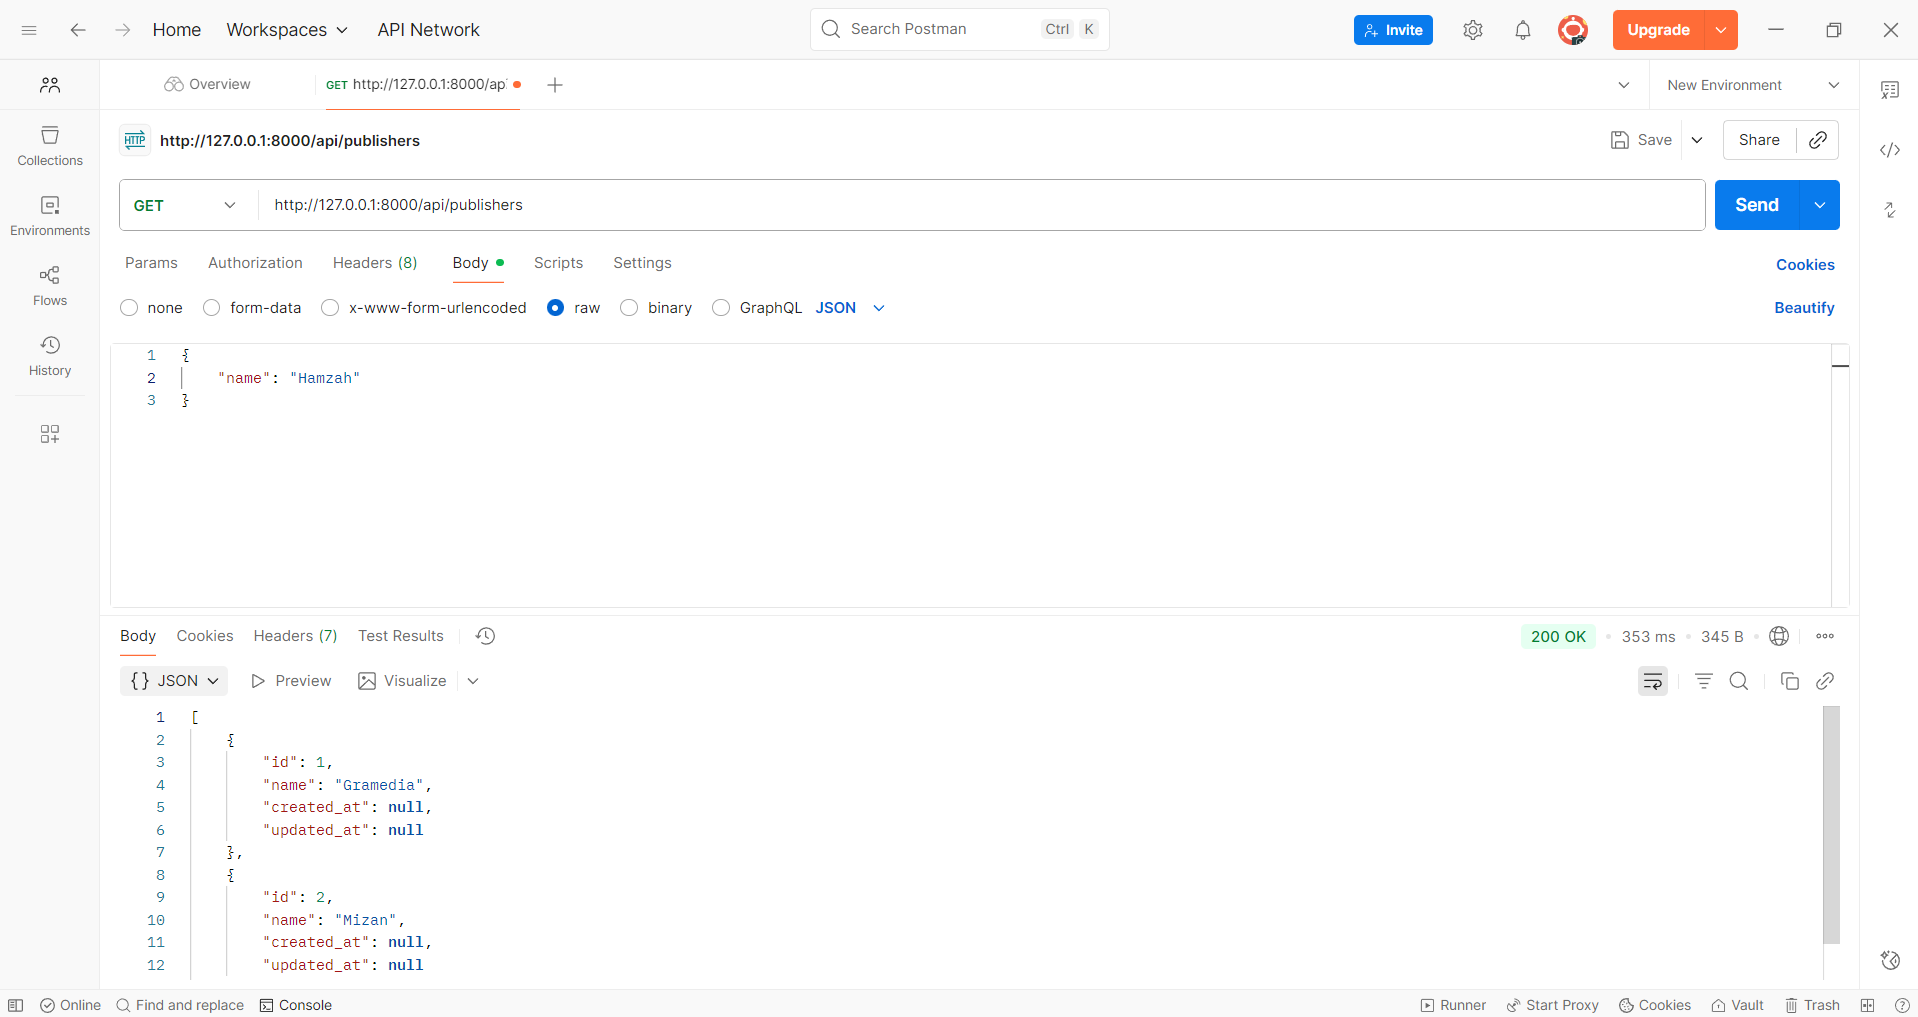 Home Workspaces API Network Search Postman Ctrl K Invite Upgrade
Overview GET http://127.0.0.1:8000/ap New Environment
HTTP http://127.0.0.1:8000/api/publishers Save Share
GET http://127.0.0.1:8000/api/publishers Send
Collections
Environments
Flows
History
Params Authorization Headers (8) Body Scripts Settings Cookies
none form-data x-www-form-urlencoded raw binary GraphQL JSON Beautify
1 {
2 "name": "Hamzah"
3 }
Body Cookies Headers (7) Test Results 200 OK 353 ms 345 B
{} JSON Preview Visualize
1 [
2 {
3 "id": 1,
4 "name": "Gramedia",
5 "created_at": null,
6 "updated_at": null
7 },
8 {
9 "id": 2,
10 "name": "Mizan",
11 "created_at": null,
12 "updated_at": null
Online Find and replace Console Runner Start Proxy Cookies Vault Trash